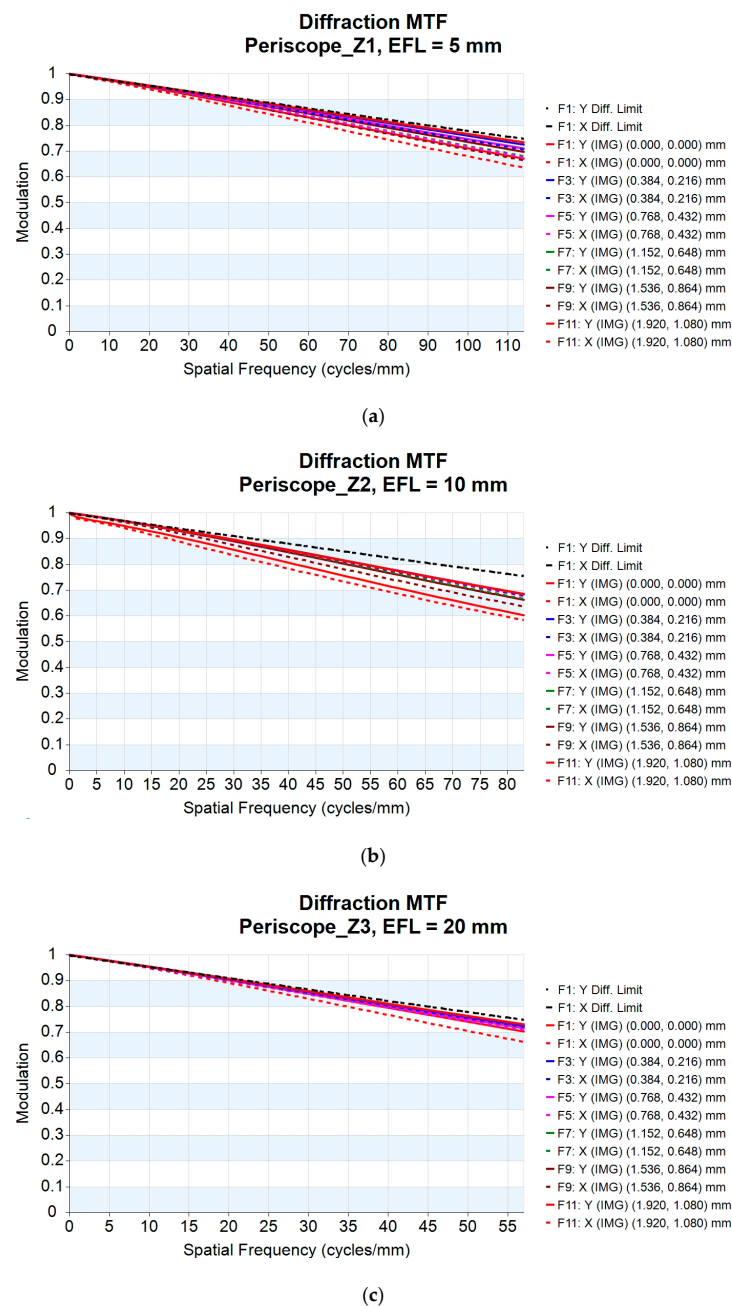 Diffraction MTF
Periscope_Z1, EFL = 5 mm
1
0.9
0.8
0.7
0.6
0.5
0.4
0.3
0.2
0.1
0
Modulation
0 10 20 30 40 50 60 70 80 90 100 110
Spatial Frequency (cycles/mm)
F1: Y Diff. Limit
F1: X Diff. Limit
F1: Y (IMG) (0.000, 0.000) mm
F1: X (IMG) (0.000, 0.000) mm
F3: Y (IMG) (0.384, 0.216) mm
F3: X (IMG) (0.384, 0.216) mm
F5: Y (IMG) (0.768, 0.432) mm
F5: X (IMG) (0.768, 0.432) mm
F7: Y (IMG) (1.152, 0.648) mm
F7: X (IMG) (1.152, 0.648) mm
F9: Y (IMG) (1.536, 0.864) mm
F9: X (IMG) (1.536, 0.864) mm
F11: Y (IMG) (1.920, 1.080) mm
F11: X (IMG) (1.920, 1.080) mm
(a)
Diffraction MTF
Periscope_Z2, EFL = 10 mm
1
0.9
0.8
0.7
0.6
0.5
0.4
0.3
0.2
0.1
0
Modulation
0 5 10 15 20 25 30 35 40 45 50 55 60 65 70 75 80
Spatial Frequency (cycles/mm)
F1: Y Diff. Limit
F1: X Diff. Limit
F1: Y (IMG) (0.000, 0.000) mm
F1: X (IMG) (0.000, 0.000) mm
F3: Y (IMG) (0.384, 0.216) mm
F3: X (IMG) (0.384, 0.216) mm
F5: Y (IMG) (0.768, 0.432) mm
F5: X (IMG) (0.768, 0.432) mm
F7: Y (IMG) (1.152, 0.648) mm
F7: X (IMG) (1.152, 0.648) mm
F9: Y (IMG) (1.536, 0.864) mm
F9: X (IMG) (1.536, 0.864) mm
F11: Y (IMG) (1.920, 1.080) mm
F11: X (IMG) (1.920, 1.080) mm
(b)
Diffraction MTF
Periscope_Z3, EFL = 20 mm
1
0.9
0.8
0.7
0.6
0.5
0.4
0.3
0.2
0.1
0
Modulation
0 5 10 15 20 25 30 35 40 45 50 55
Spatial Frequency (cycles/mm)
F1: Y Diff. Limit
F1: X Diff. Limit
F1: Y (IMG) (0.000, 0.000) mm
F1: X (IMG) (0.000, 0.000) mm
F3: Y (IMG) (0.384, 0.216) mm
F3: X (IMG) (0.384, 0.216) mm
F5: Y (IMG) (0.768, 0.432) mm
F5: X (IMG) (0.768, 0.432) mm
F7: Y (IMG) (1.152, 0.648) mm
F7: X (IMG) (1.152, 0.648) mm
F9: Y (IMG) (1.536, 0.864) mm
F9: X (IMG) (1.536, 0.864) mm
F11: Y (IMG) (1.920, 1.080) mm
F11: X (IMG) (1.920, 1.080) mm
(c)